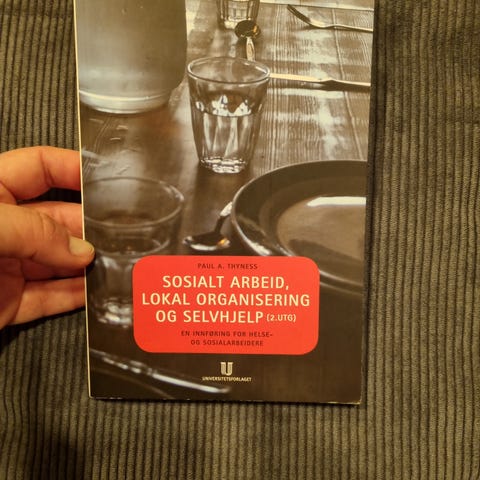 PAUL A. THYNESS
SOSIALT ARBEID,
LOKAL ORGANISERING
OG SELVHJELP (2.UTG)
EN INNFØRING FOR HELSE-
OG SOSIALARBEIDERE
UNIVERSITETSFORLAGET